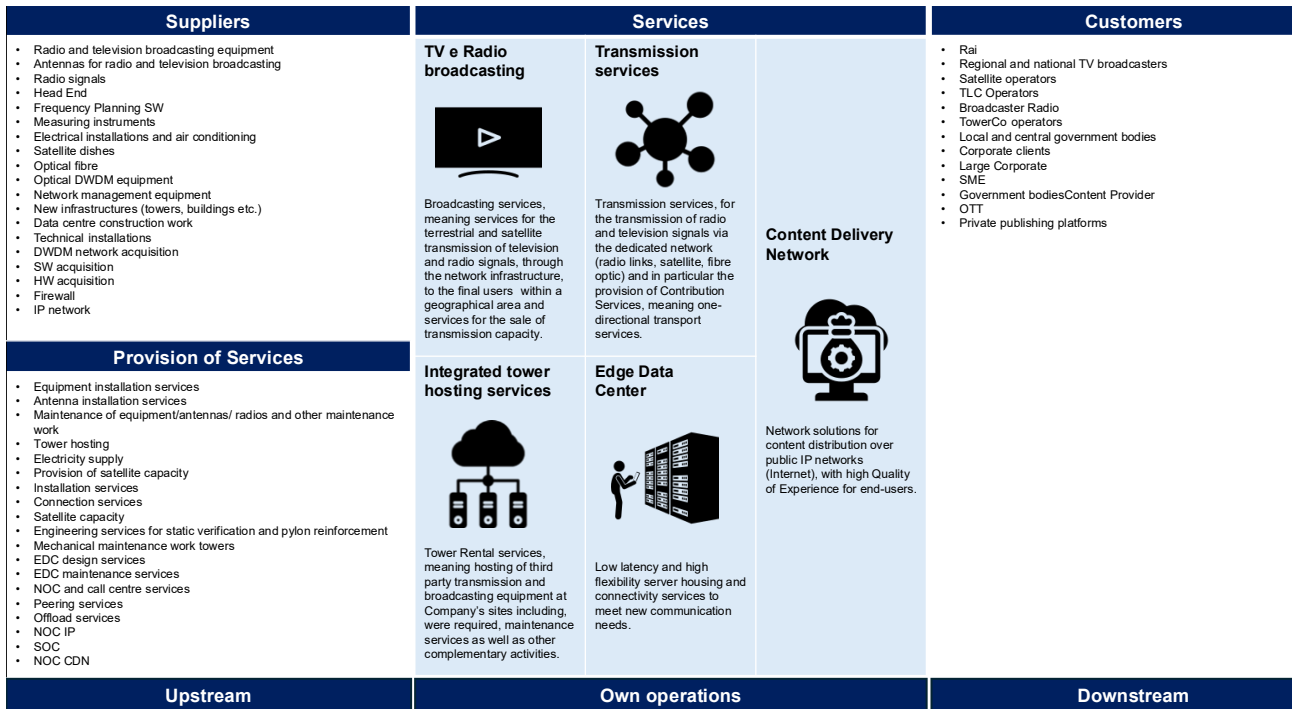 Suppliers
• Radio and television broadcasting equipment
• Antennas for radio and television broadcasting
• Radio signals
• Head End
• Frequency Planning SW
• Measuring instruments
• Electrical installations and air conditioning
• Satellite dishes
• Optical fibre
• Optical DWDM equipment
• Network management equipment
• New infrastructures (towers, buildings etc.)
• Data centre construction work
• Technical installations
• DWDM network acquisition
• SW acquisition
• HW acquisition
• Firewall
• IP network
Provision of Services
• Equipment installation services
• Antenna installation services
• Maintenance of equipment/antennas/ radios and other maintenance
work
• Tower hosting
• Electricity supply
• Provision of satellite capacity
• Installation services
• Connection services
• Satellite capacity
• Engineering services for static verification and pylon reinforcement
• Mechanical maintenance work towers
• EDC design services
• EDC maintenance services
• NOC and call centre services
• Peering services
• Offload services
• NOC IP
• SOC
• NOC CDN
Upstream
Services
TV e Radio
broadcasting
Broadcasting services,
meaning services for the
terrestrial and satellite
transmission of television
and radio signals, through
the network infrastructure,
to the final users within a
geographical area and
services for the sale of
transmission capacity.
Transmission
services
Transmission services, for
the transmission of radio
and television signals via
the dedicated network
(radio links, satellite, fibre
optic) and in particular the
provision of Contribution
Services, meaning one-
directional transport
services.
Integrated tower
hosting services
Tower Rental services,
meaning hosting of third
party transmission and
broadcasting equipment at
Company's sites including,
were required, maintenance
services as well as other
complementary activities.
Edge Data
Center
Low latency and high
flexibility server housing and
connectivity services to
meet new communication
needs.
Content Delivery
Network
Network solutions for
content distribution over
public IP networks
(Internet), with high Quality
of Experience for end-users.
Own operations
Customers
• Rai
• Regional and national TV broadcasters
• Satellite operators
• TLC Operators
• Broadcaster Radio
• TowerCo operators
• Local and central government bodies
• Corporate clients
• Large Corporate
• SME
• Government bodiesContent Provider
• OTT
• Private publishing platforms
Downstream